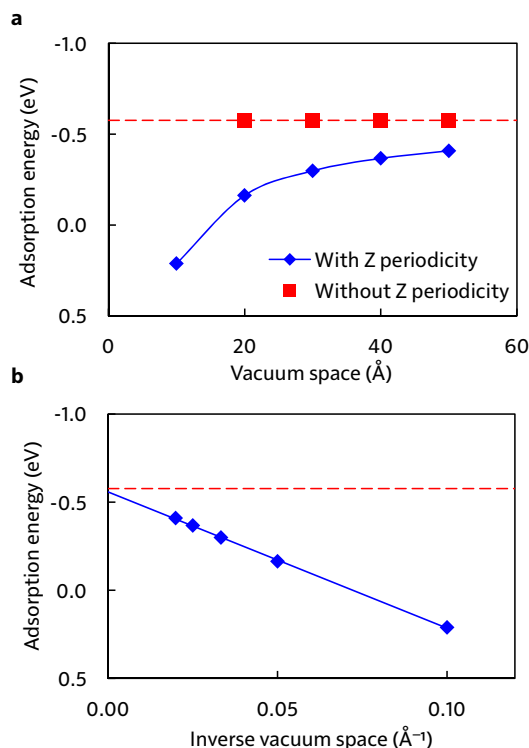 a
-1.0
-0.5
0.0
0.5
Adsorption energy (eV)
With Z periodicity
Without Z periodicity
0 20 40 60
Vacuum space (Å)
b
-1.0
-0.5
0.0
0.5
Adsorption energy (eV)
0.00 0.05 0.10
Inverse vacuum space (Å⁻¹)